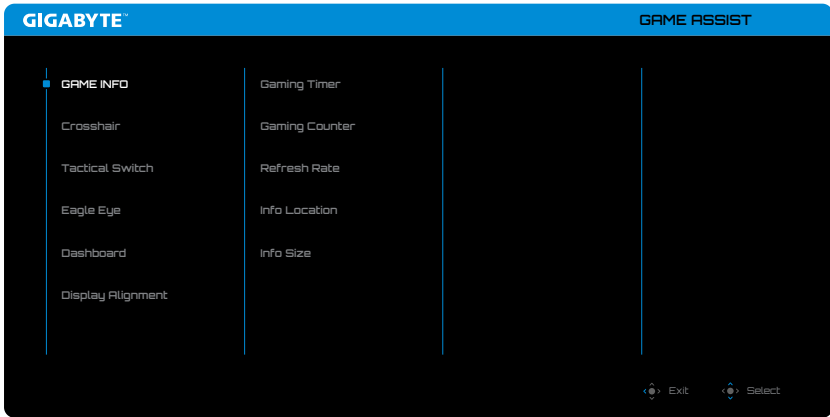 GIGABYTE™
GAME ASSIST
GAME INFO
Crosshair
Tactical Switch
Eagle Eye
Dashboard
Display Alignment
Gaming Timer
Gaming Counter
Refresh Rate
Info Location
Info Size
Exit
Select